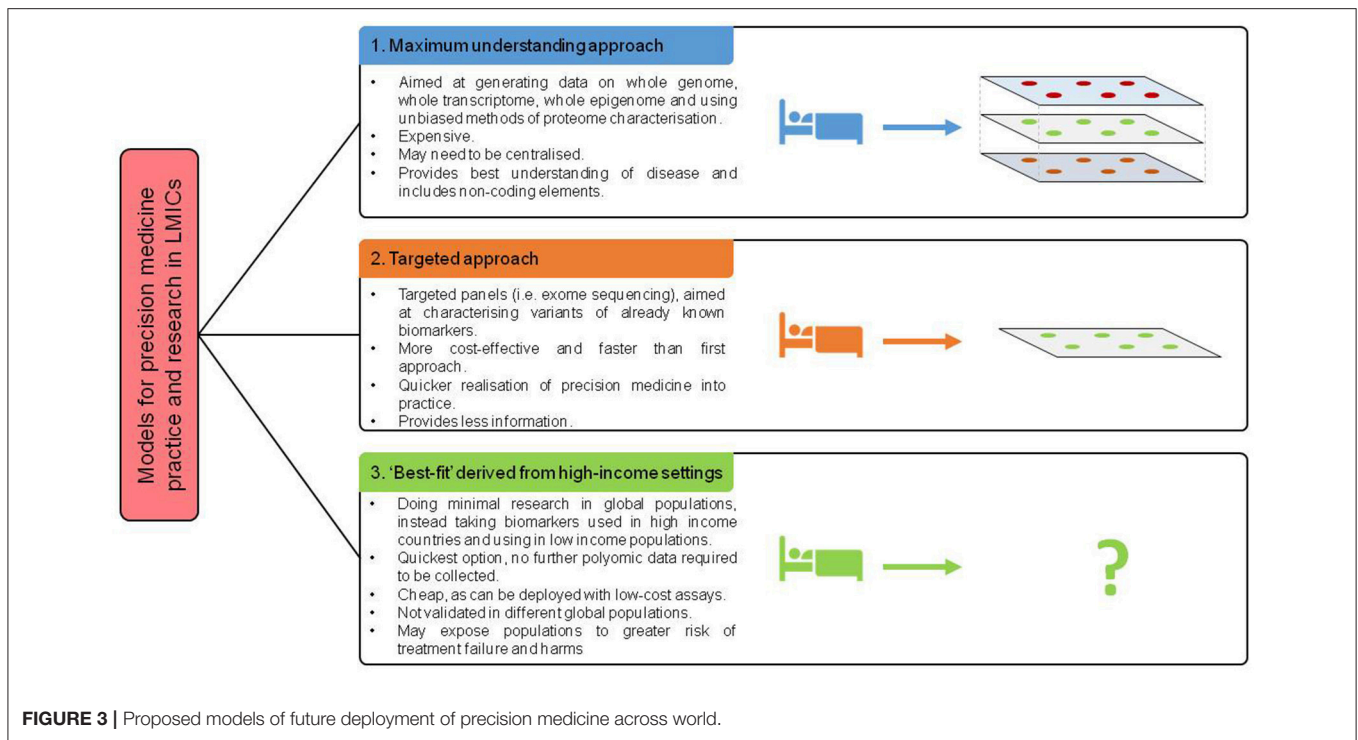 Models for precision medicine
practice and research in LMICs
1. Maximum understanding approach
• Aimed at generating data on whole genome,
whole transcriptome, whole epigenome and using
unbiased methods of proteome characterisation.
• Expensive.
• May need to be centralised.
• Provides best understanding of disease and
includes non-coding elements.
2. Targeted approach
• Targeted panels (i.e. exome sequencing), aimed
at characterising variants of already known
biomarkers.
• More cost-effective and faster than first
approach.
• Quicker realisation of precision medicine into
practice.
• Provides less information.
3. ‘Best-fit’ derived from high-income settings
• Doing minimal research in global populations,
instead taking biomarkers used in high income
countries and using in low income populations.
• Quickest option, no further polyomic data required
to be collected.
• Cheap, as can be deployed with low-cost assays.
• Not validated in different global populations.
• May expose populations to greater risk of
treatment failure and harms
?
FIGURE 3 | Proposed models of future deployment of precision medicine across world.